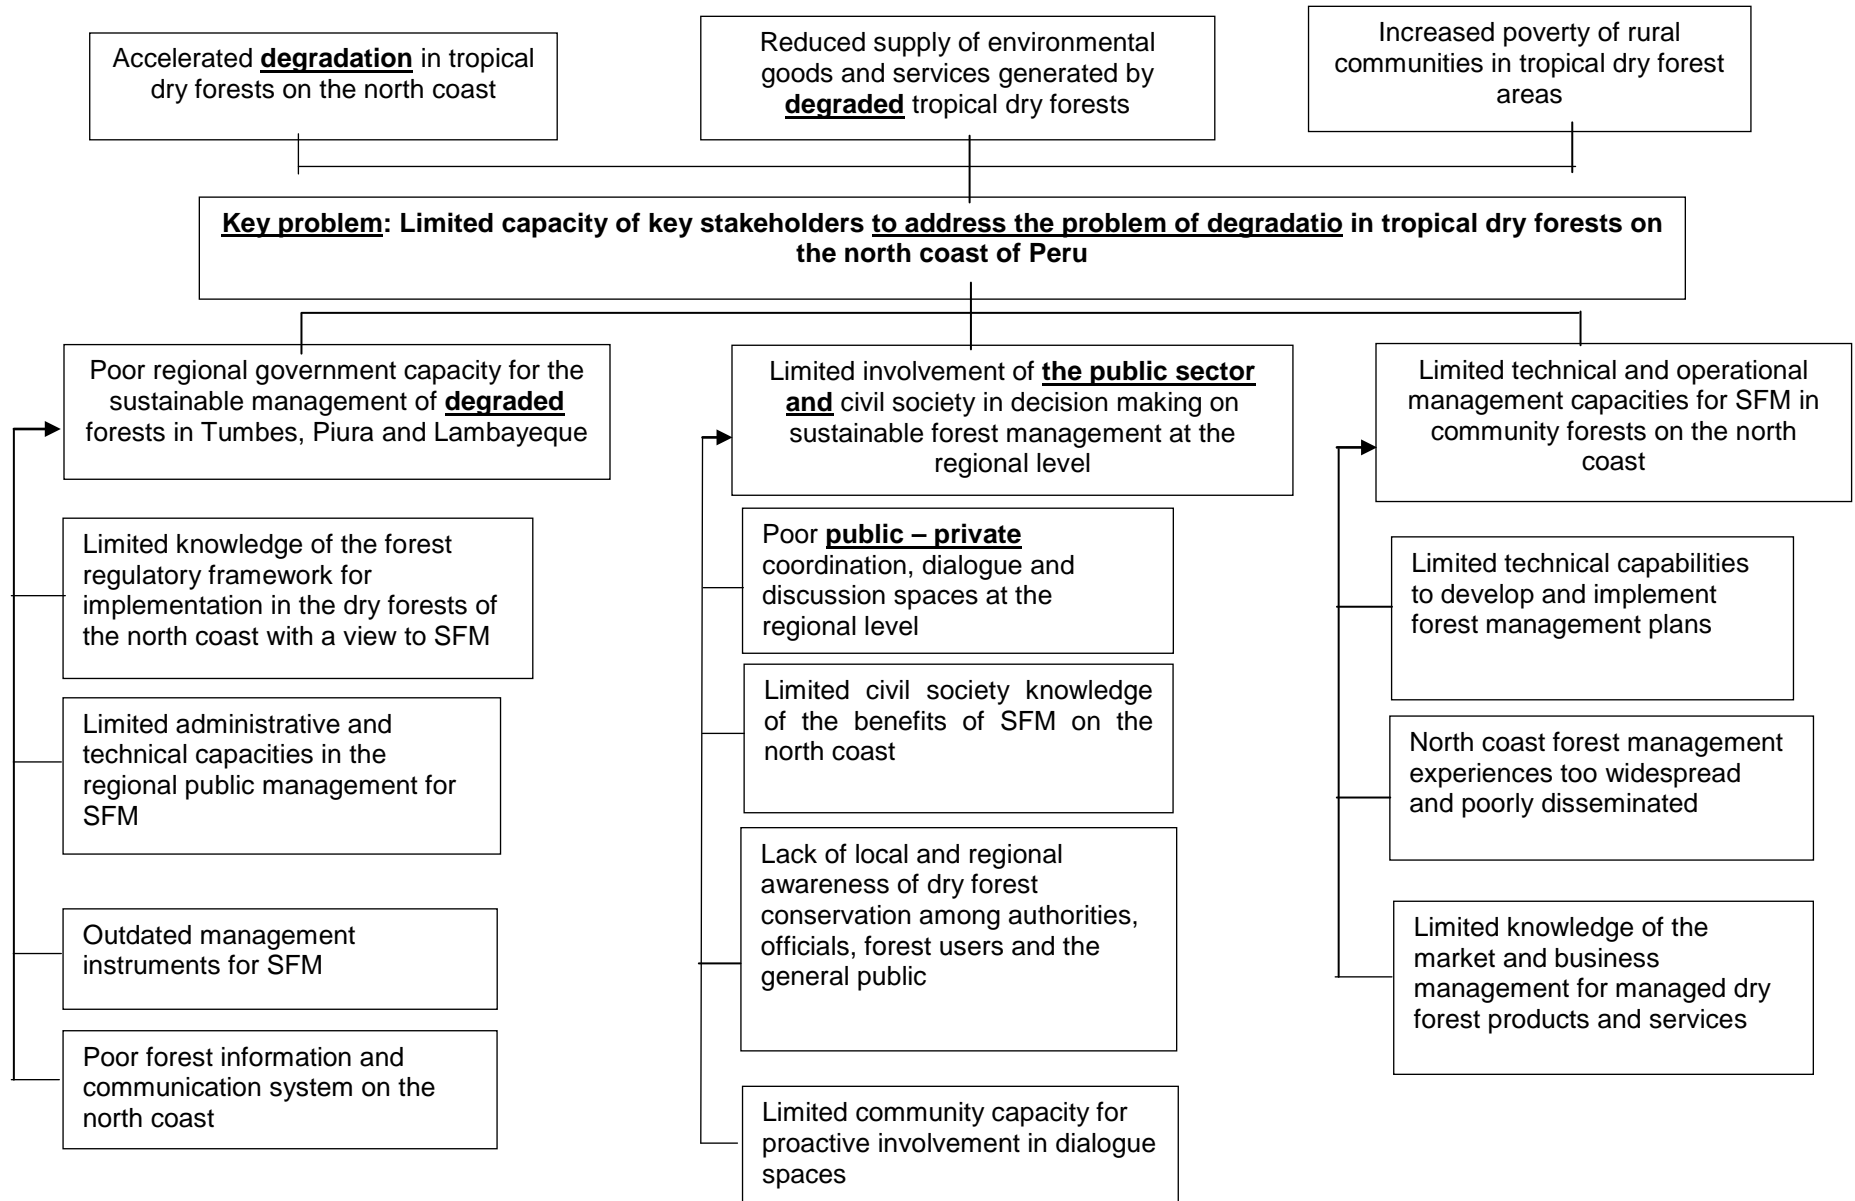 Accelerated degradation in tropical
dry forests on the north coast
Reduced supply of environmental
goods and services generated by
degraded tropical dry forests
Increased poverty of rural
communities in tropical dry forest
areas
Key problem: Limited capacity of key stakeholders to address the problem of degradatio in tropical dry forests on
the north coast of Peru
Poor regional government capacity for the
sustainable management of degraded
forests in Tumbes, Piura and Lambayeque
Limited knowledge of the forest
regulatory framework for
implementation in the dry forests of
the north coast with a view to SFM
Limited administrative and
technical capacities in the
regional public management for
SFM
Outdated management
instruments for SFM
Poor forest information and
communication system on the
north coast
Limited involvement of the public sector
and civil society in decision making on
sustainable forest management at the
regional level
Poor public – private
coordination, dialogue and
discussion spaces at the
regional level
Limited civil society knowledge
of the benefits of SFM on the
north coast
Lack of local and regional
awareness of dry forest
conservation among authorities,
officials, forest users and the
general public
Limited community capacity for
proactive involvement in dialogue
spaces
Limited technical and operational
management capacities for SFM in
community forests on the north
coast
Limited technical capabilities
to develop and implement
forest management plans
North coast forest management
experiences too widespread
and poorly disseminated
Limited knowledge of the
market and business
management for managed dry
forest products and services